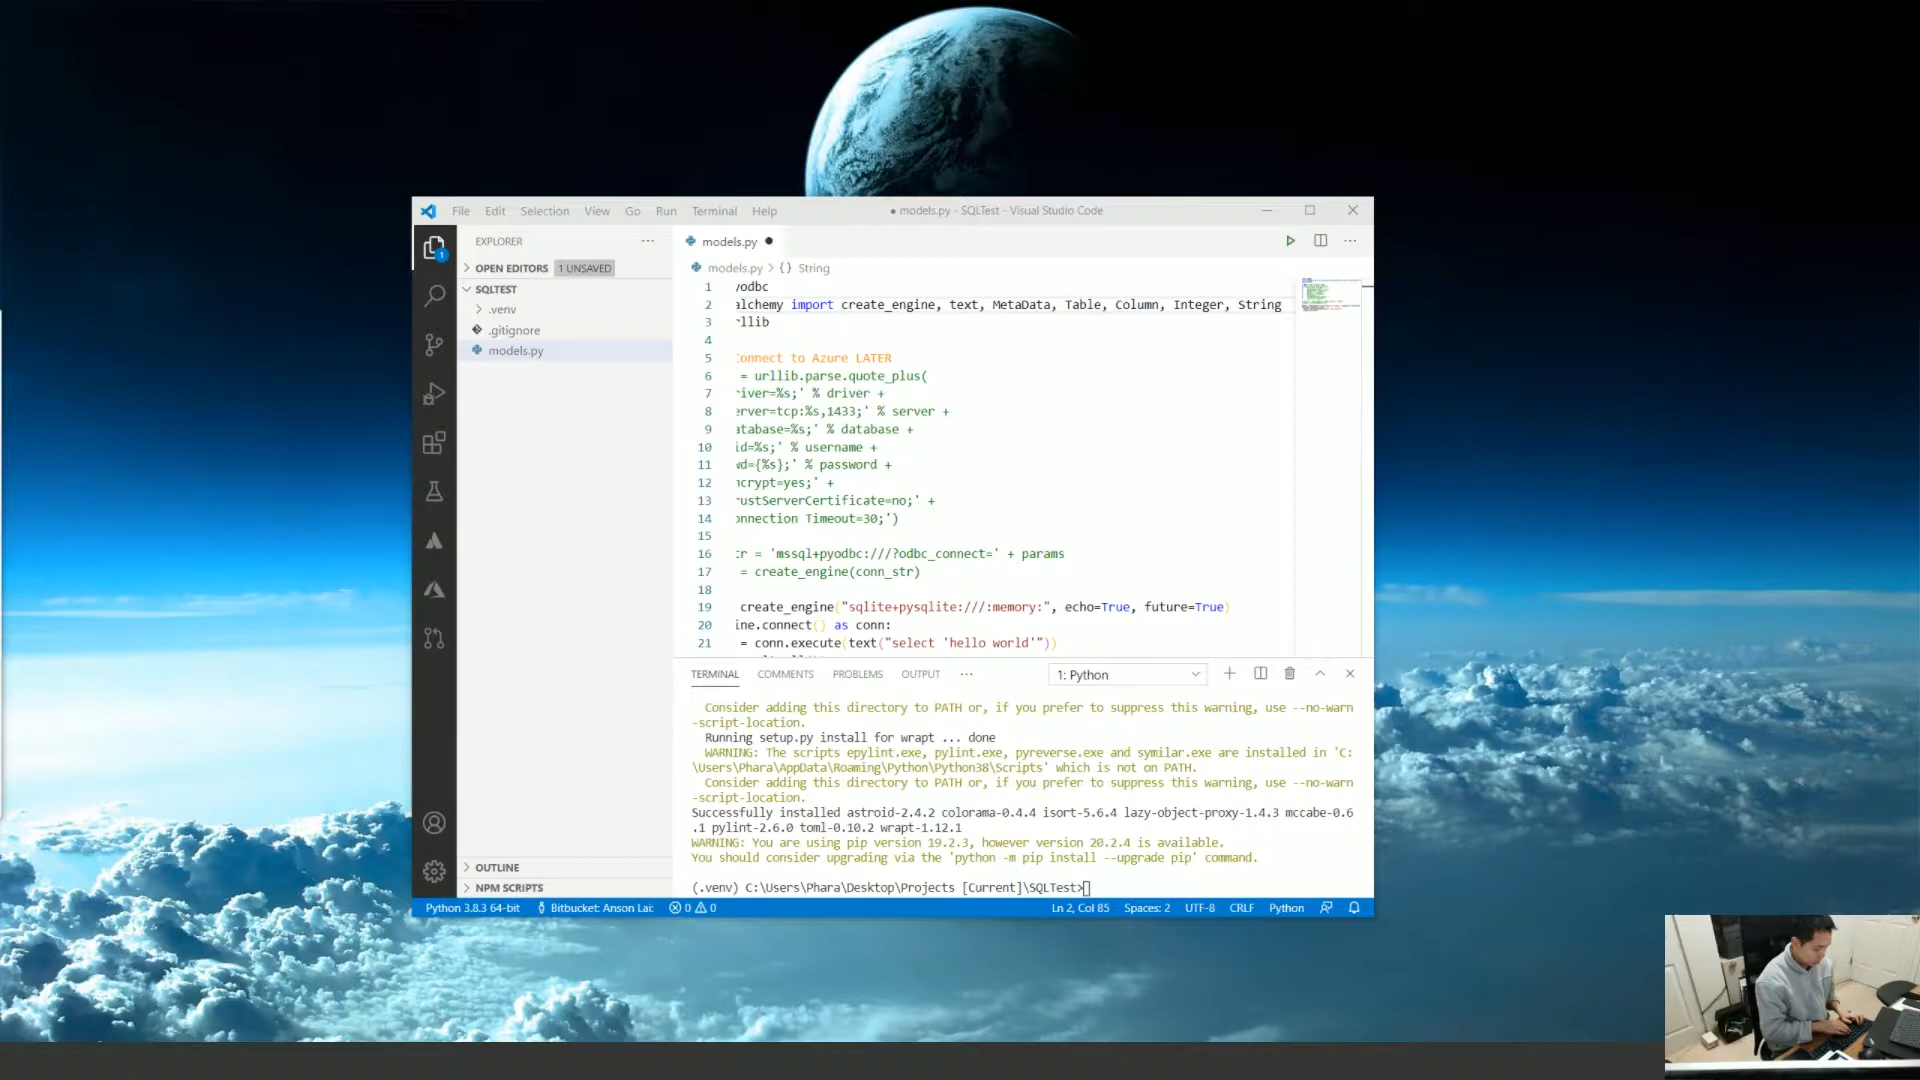 File Edit Selection View Go Run Terminal Help
● models.py - SQLTest - Visual Studio Code
EXPLORER
OPEN EDITORS 1 UNSAVED
SQLTEST
.venv
.gitignore
models.py
OUTLINE
NPM SCRIPTS
1
models.py ●
models.py > {} String
1 yodbc
2 alchemy import create_engine, text, MetaData, Table, Column, Integer, String
3 rllib
4
5 Connect to Azure LATER
6 = urllib.parse.quote_plus(
7 river=%s;' % driver +
8 erver=tcp:%s,1433;' % server +
9 atabase=%s;' % database +
10 id=%s;' % username +
11 wd={%s};' % password +
12 ncrypt=yes;' +
13 rustServerCertificate=no;' +
14 onnection Timeout=30;')
15
16 tr = 'mssql+pyodbc:///?odbc_connect=' + params
17 = create_engine(conn_str)
18
19 create_engine("sqlite+pysqlite:///:memory:", echo=True, future=True)
20 ine.connect() as conn:
21 = conn.execute(text("select 'hello world'"))
TERMINAL COMMENTS PROBLEMS OUTPUT ··· 1: Python
Consider adding this directory to PATH or, if you prefer to suppress this warning, use --no-warn
-script-location.
Running setup.py install for wrapt ... done
WARNING: The scripts epylint.exe, pylint.exe, pyreverse.exe and symilar.exe are installed in 'C:
\Users\Phara\AppData\Roaming\Python\Python38\Scripts' which is not on PATH.
Consider adding this directory to PATH or, if you prefer to suppress this warning, use --no-warn
-script-location.
Successfully installed astroid-2.4.2 colorama-0.4.4 isort-5.6.4 lazy-object-proxy-1.4.3 mccabe-0.6
.1 pylint-2.6.0 toml-0.10.2 wrapt-1.12.1
WARNING: You are using pip version 19.2.3, however version 20.2.4 is available.
You should consider upgrading via the 'python -m pip install --upgrade pip' command.
(.venv) C:\Users\Phara\Desktop\Projects [Current]\SQLTest>
Python 3.8.3 64-bit Bitbucket: Anson Lai: 0 0 Ln 2, Col 85 Spaces: 2 UTF-8 CRLF Python